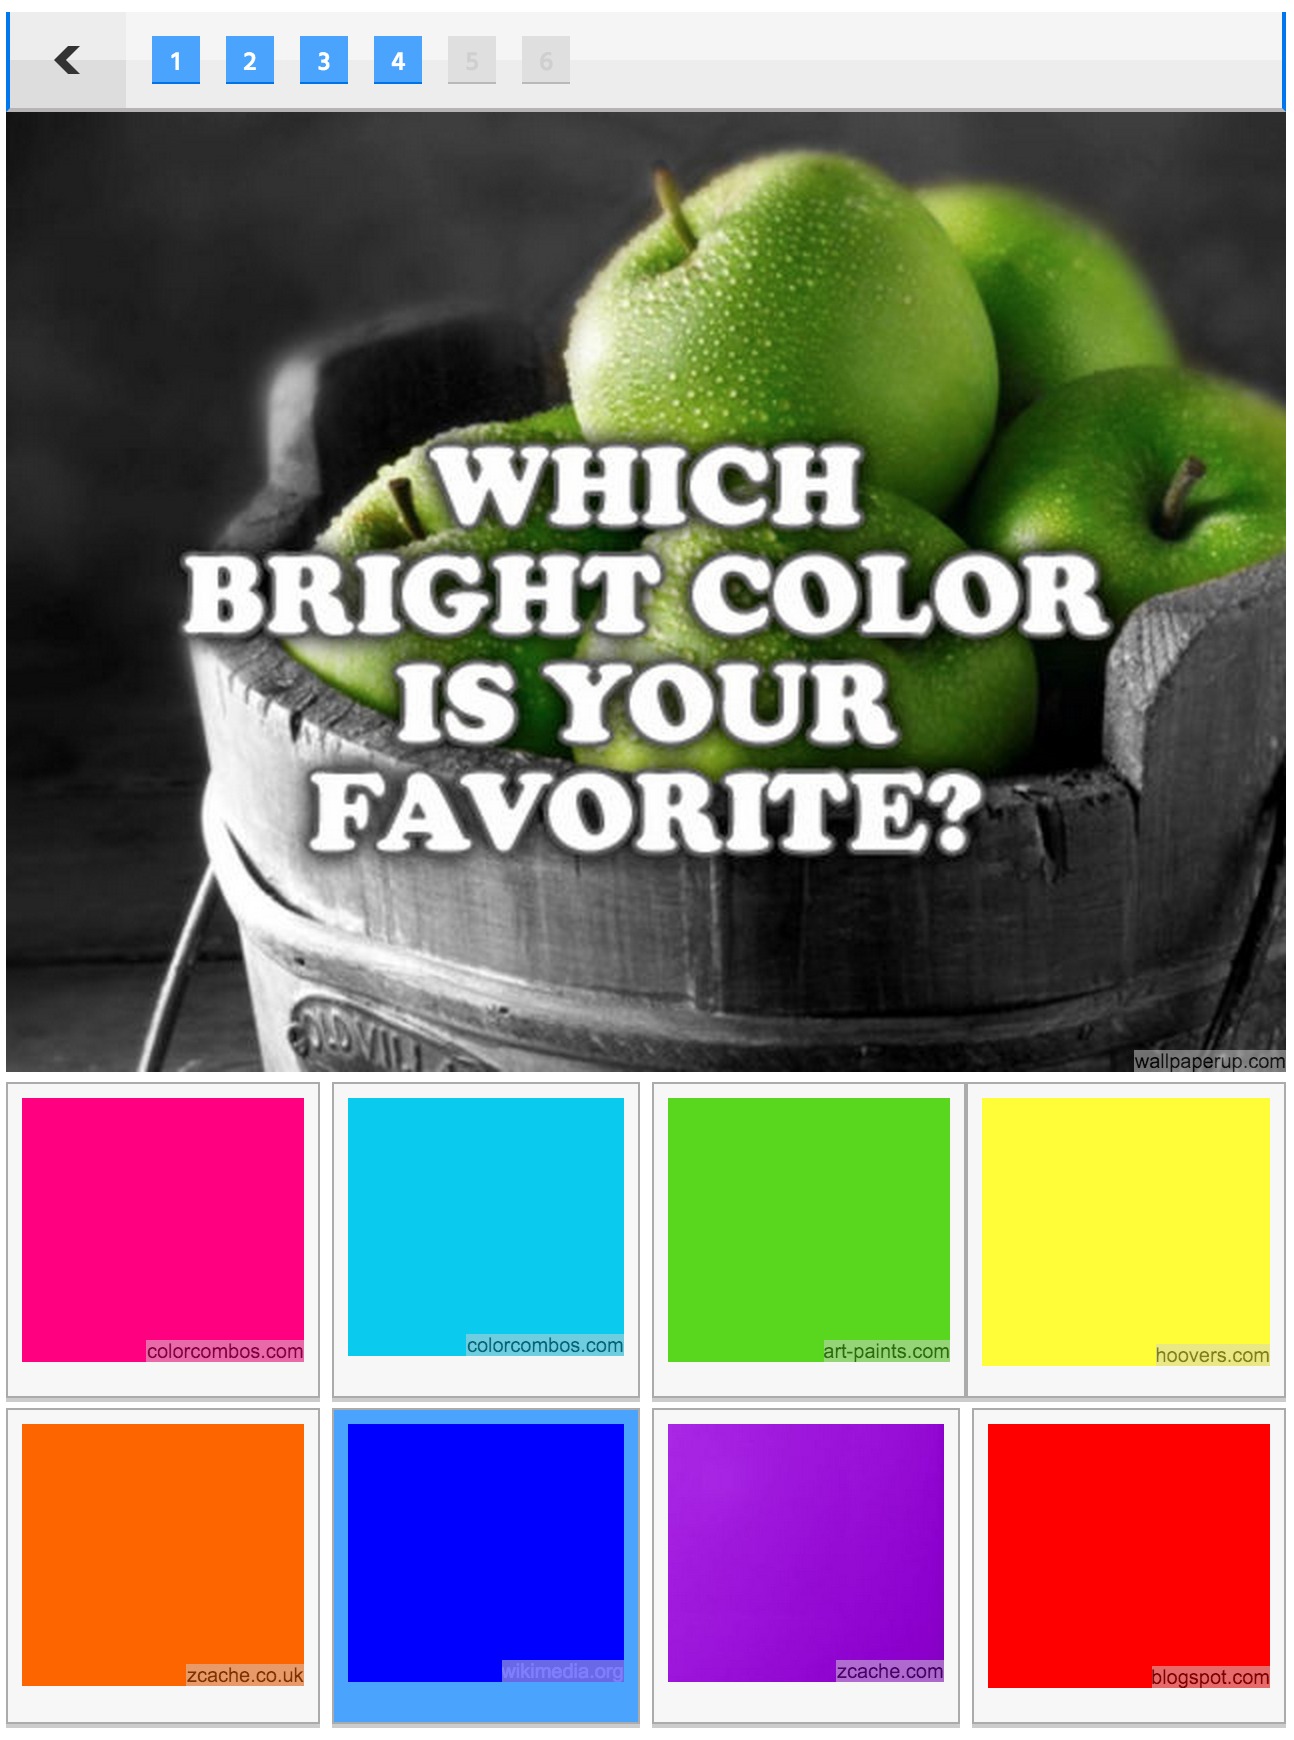 1 2 3 4 5 6
WHICH
BRIGHT COLOR
IS YOUR
FAVORITE?
wallpaperup.com
colorcombos.com
colorcombos.com
art-paints.com
hoovers.com
zcache.co.uk
wikimedia.org
zcache.com
blogspot.com